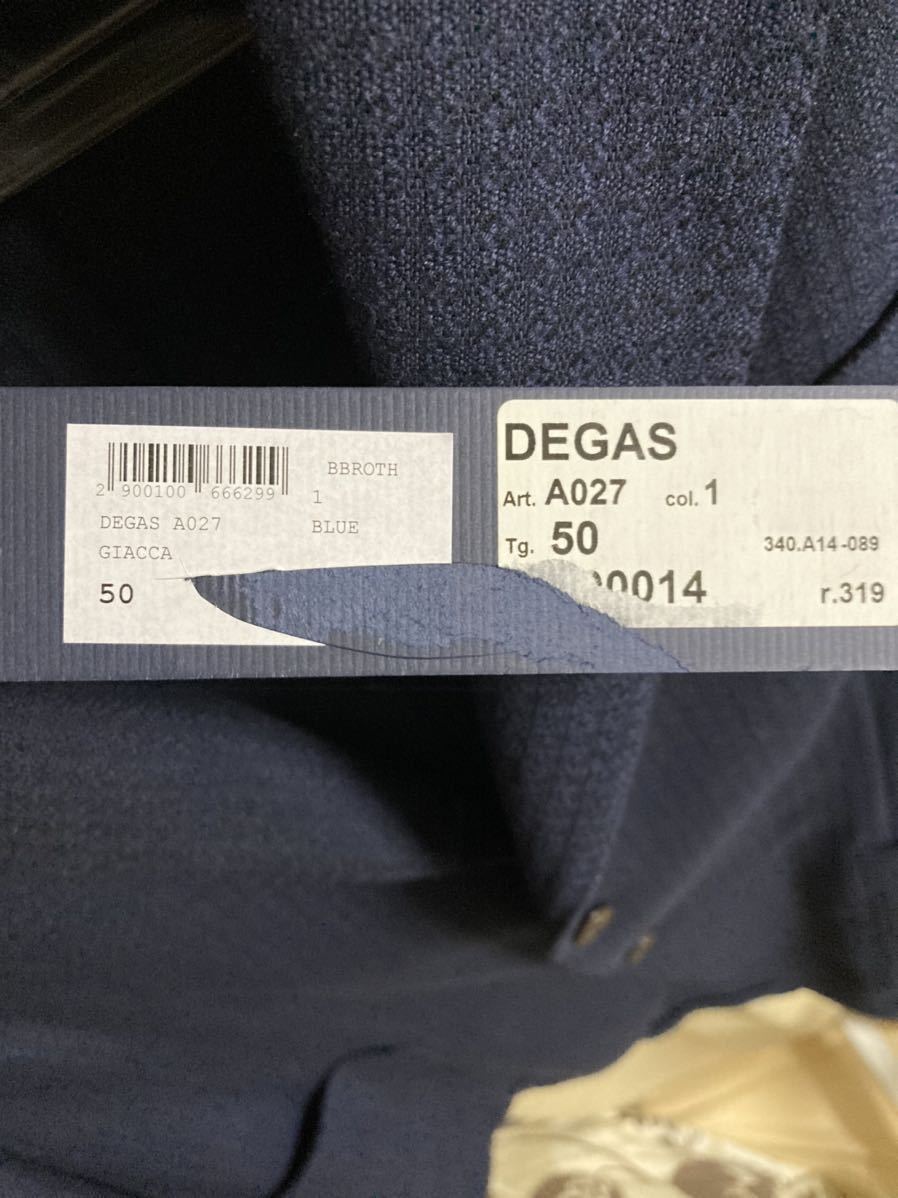 2 900100 666299
BBROTH
1
DEGAS A027
BLUE
GIACCA
50
DEGAS
Art. A027 col. 1
Tg. 50 340.A14-089
r.319